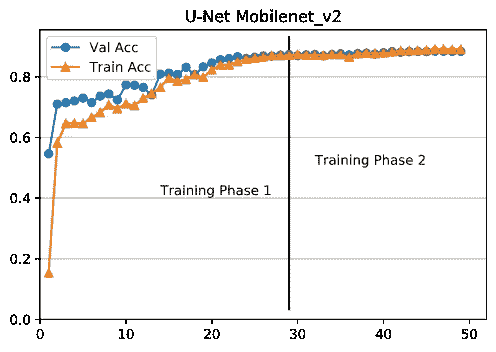 U-Net Mobilenet_v2
Val Acc
Train Acc
0.8
0.6
Training Phase 2
Training Phase 1
0.4
0.2
0.0
0 10 20 30 40 50